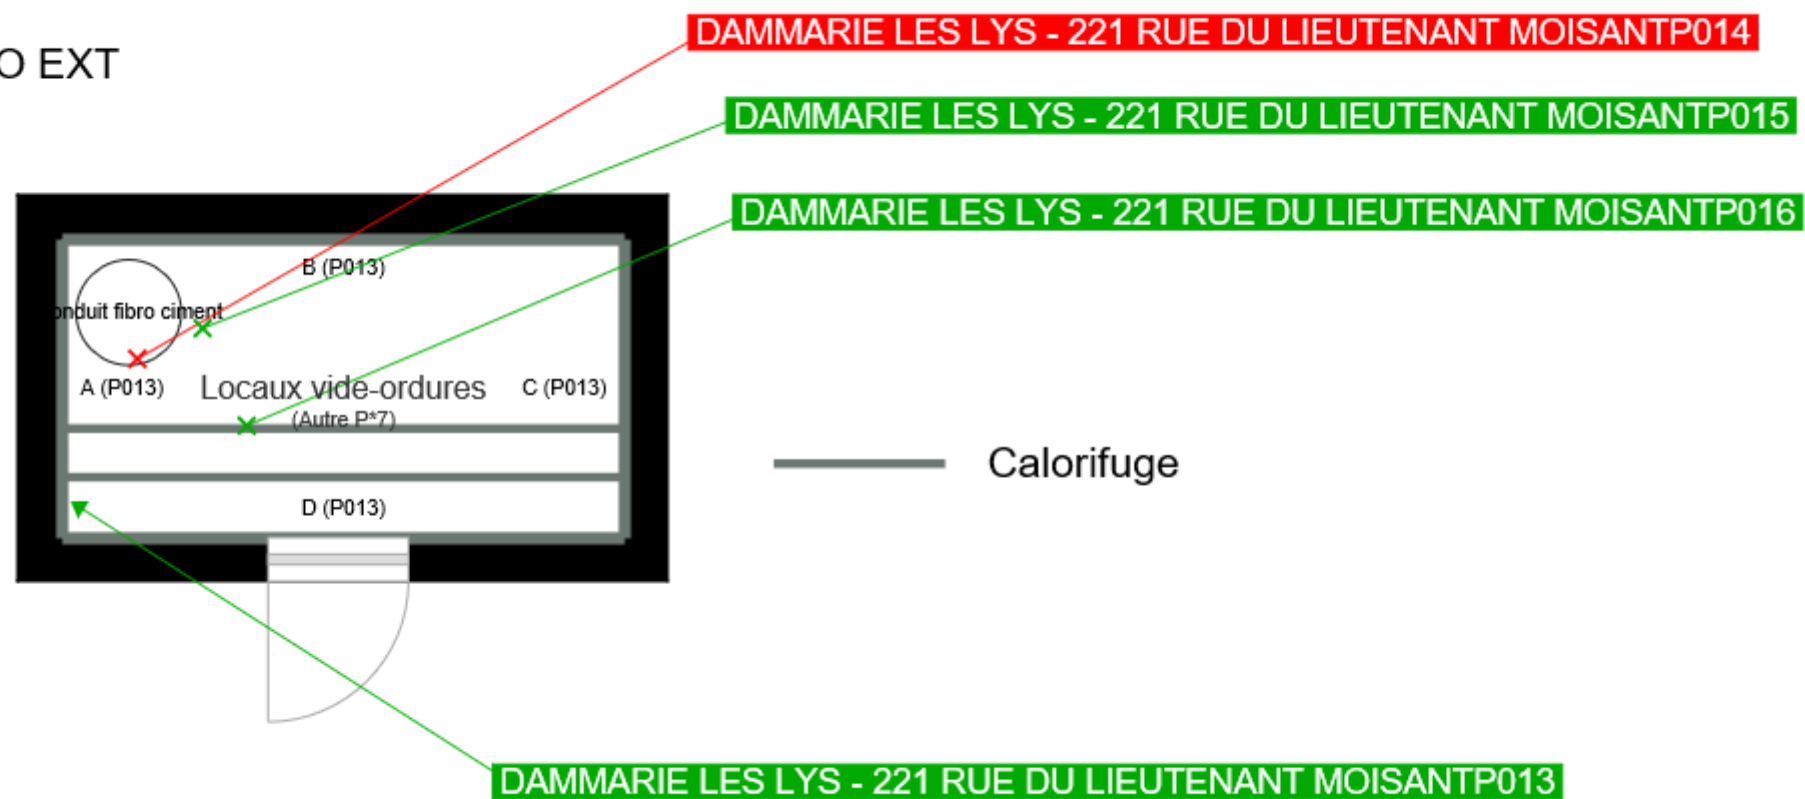 DAMMARIE LES LYS - 221 RUE DU LIEUTENANT MOISANTP014
EXT
DAMMARIE LES LYS - 221 RUE DU LIEUTENANT MOISANTP015
DAMMARIE LES LYS - 221 RUE DU LIEUTENANT MOISANTP016
B (P013)
onduit fibro ciment
A (P013)
Locaux vide-ordures
C (P013)
(Autre P*7)
Calorifuge
D (P013)
DAMMARIE LES LYS - 221 RUE DU LIEUTENANT MOISANTP013